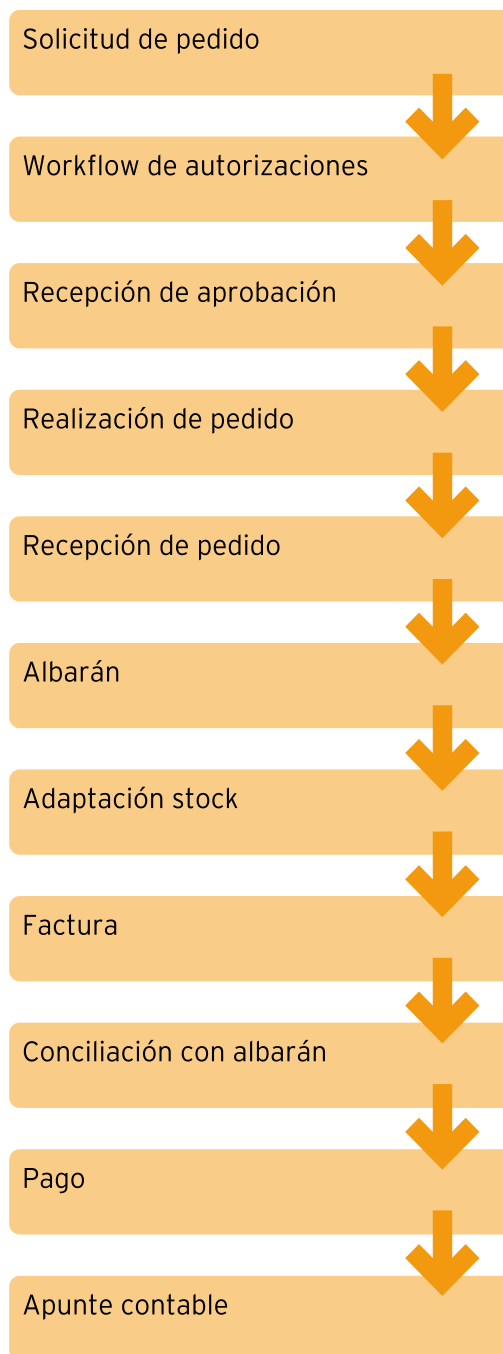 Solicitud de pedido
Workflow de autorizaciones
Recepción de aprobación
Realización de pedido
Recepción de pedido
Albarán
Adaptación stock
Factura
Conciliación con albarán
Pago
Apunte contable